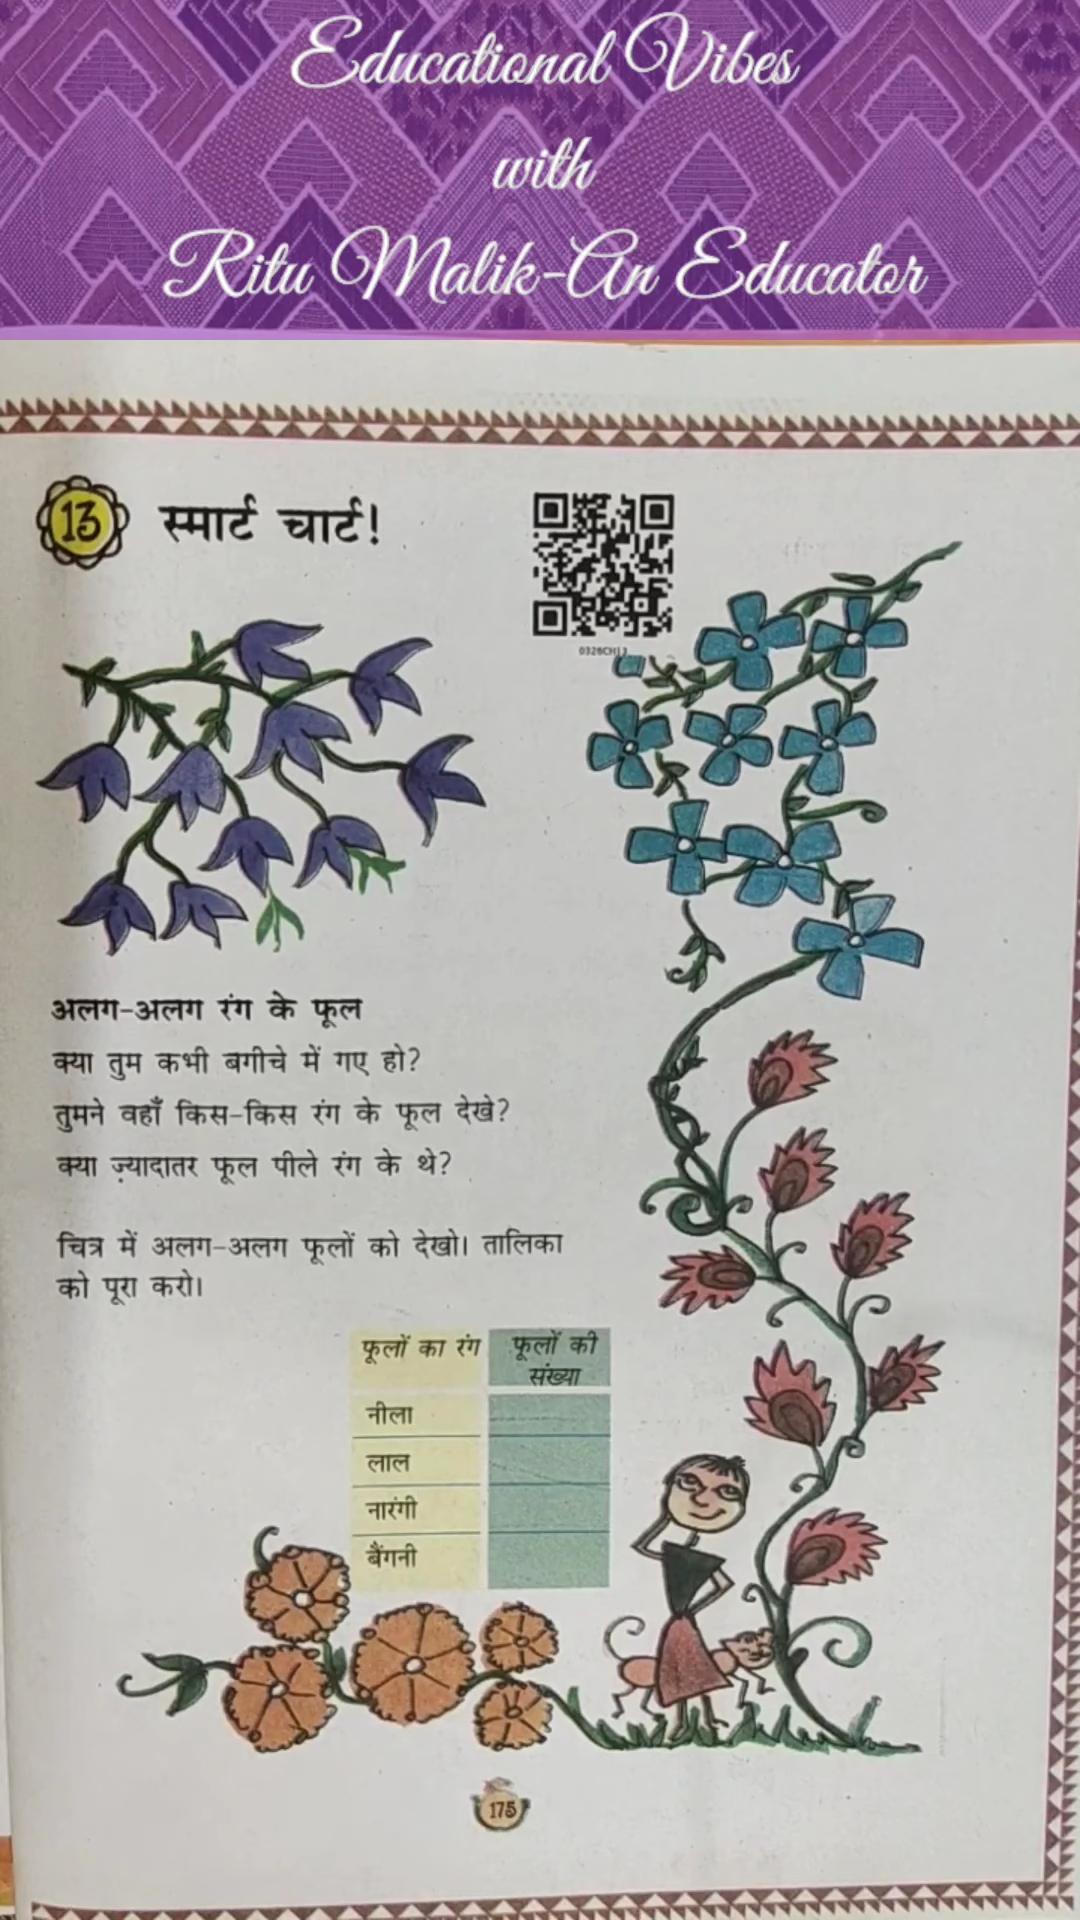 Educational Vibes
with
Ritu Malik-An Educator
13 स्मार्ट चार्ट!
0326CH13
अलग-अलग रंग के फूल
क्या तुम कभी बगीचे में गए हो?
तुमने वहाँ किस-किस रंग के फूल देखे?
क्या ज़्यादातर फूल पीले रंग के थे?
चित्र में अलग-अलग फूलों को देखो। तालिका
को पूरा करो।
फूलों का रंग फूलों की
संख्या
नीला
लाल
नारंगी
बैंगनी
175